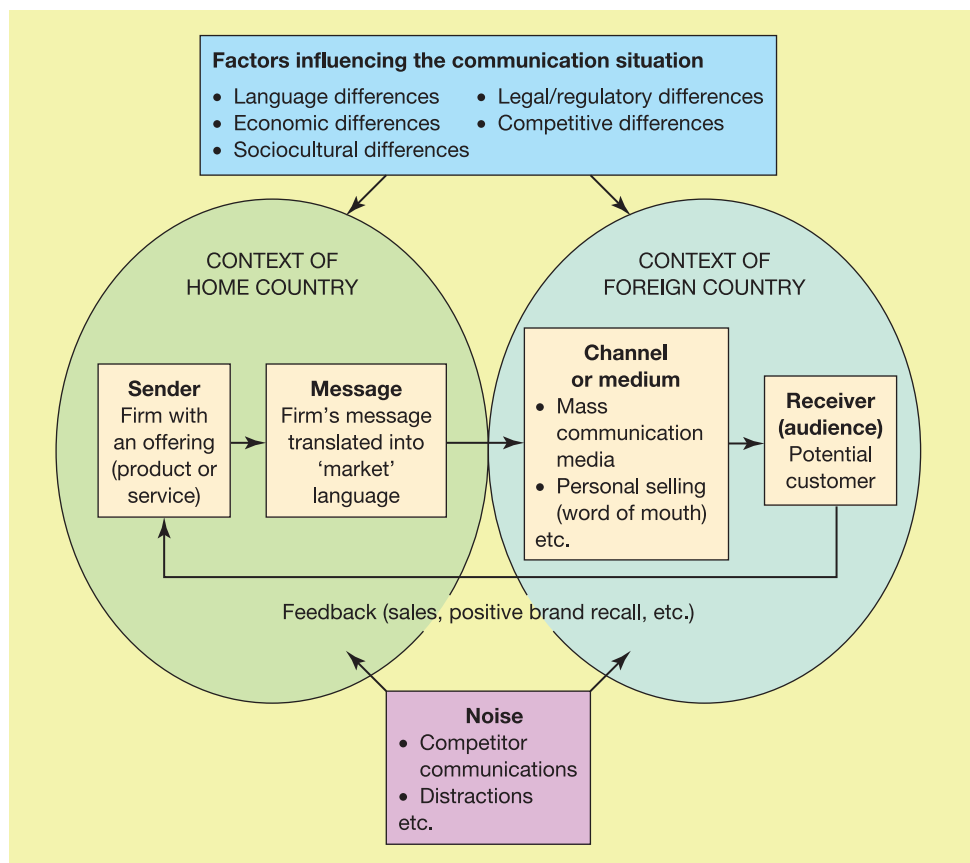 Factors influencing the communication situation
• Language differences
• Economic differences
• Sociocultural differences
• Legal/regulatory differences
• Competitive differences
CONTEXT OF
HOME COUNTRY
CONTEXT OF
FOREIGN COUNTRY
Sender
Firm with
an offering
(product or
service)
Message
Firm’s message
translated into
‘market’
language
Channel
or medium
• Mass
communication
media
• Personal selling
(word of mouth)
etc.
Receiver
(audience)
Potential
customer
Feedback (sales, positive brand recall, etc.)
Noise
• Competitor
communications
• Distractions
etc.